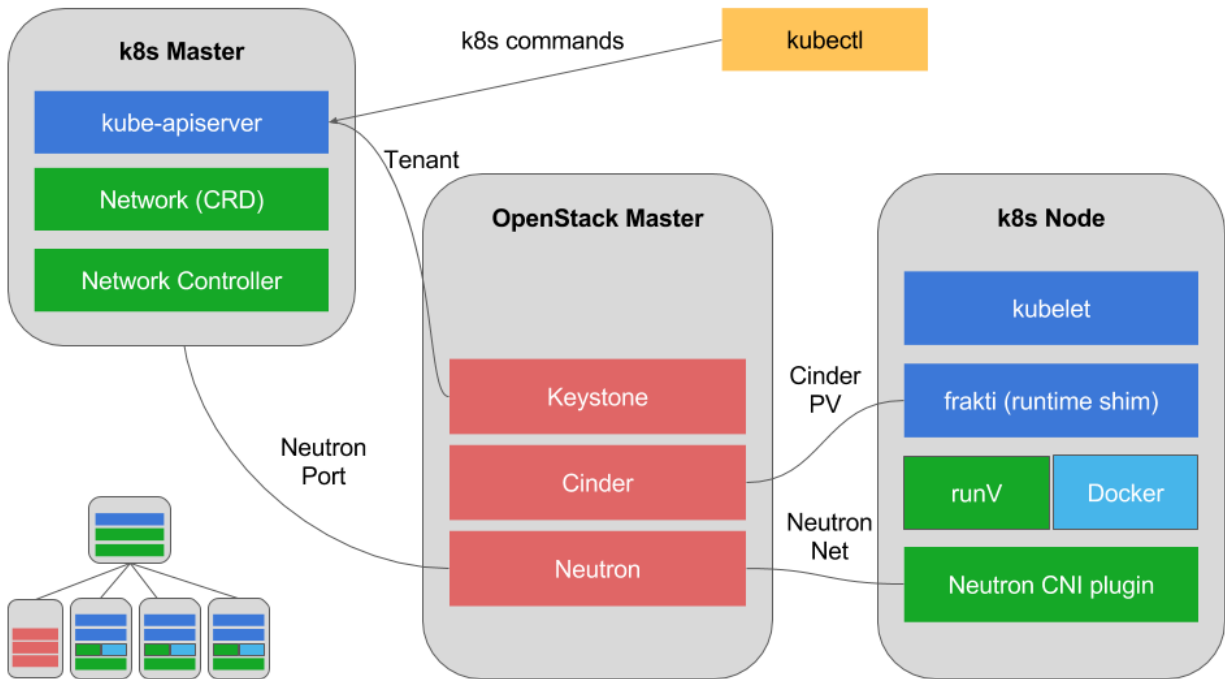 k8s Master
kube-apiserver
Network (CRD)
Network Controller
k8s commands
kubectl
Tenant
OpenStack Master
Keystone
Cinder
Neutron
Neutron
Port
Cinder
PV
Neutron
Net
k8s Node
kubelet
frakti (runtime shim)
runV
Docker
Neutron CNI plugin